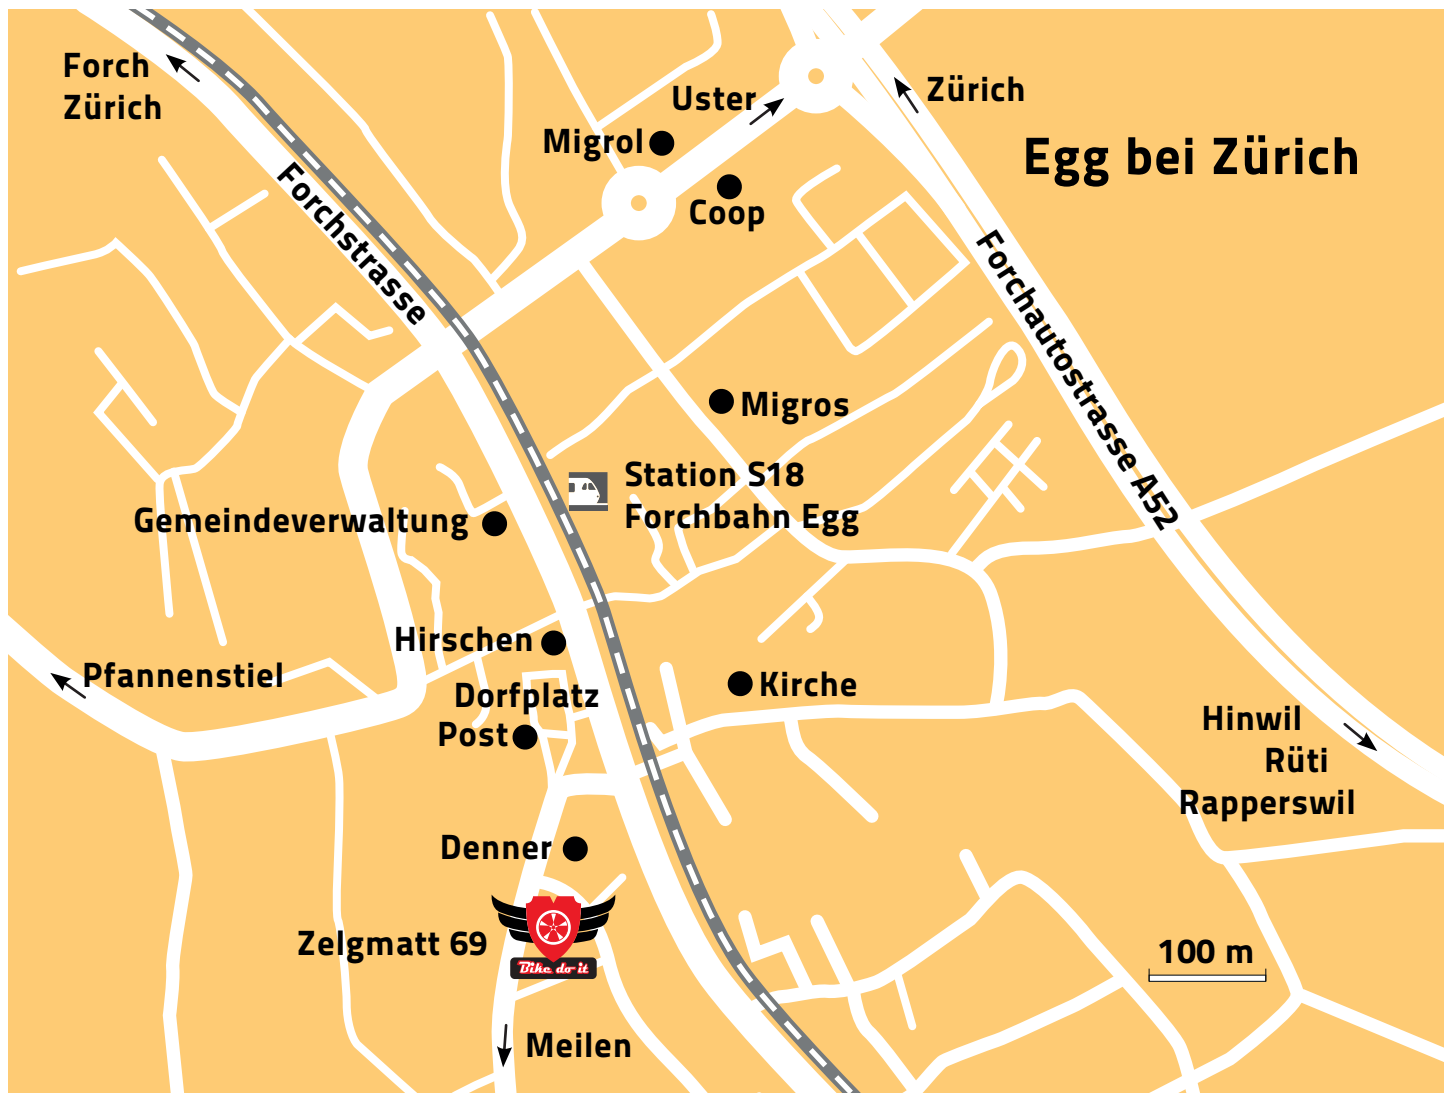 Forch
Zürich
Uster
Zürich
Migrol
Egg bei Zürich
Coop
Forchstrasse
Forchautostrasse A52
Migros
Station S18
Forchbahn Egg
Gemeindeverwaltung
Hirschen
Pfannenstiel
Dorfplatz
Kirche
Post
Hinwil
Rüti
Rapperswil
Denner
Zelgmatt 69
Bike do it
100 m
Meilen